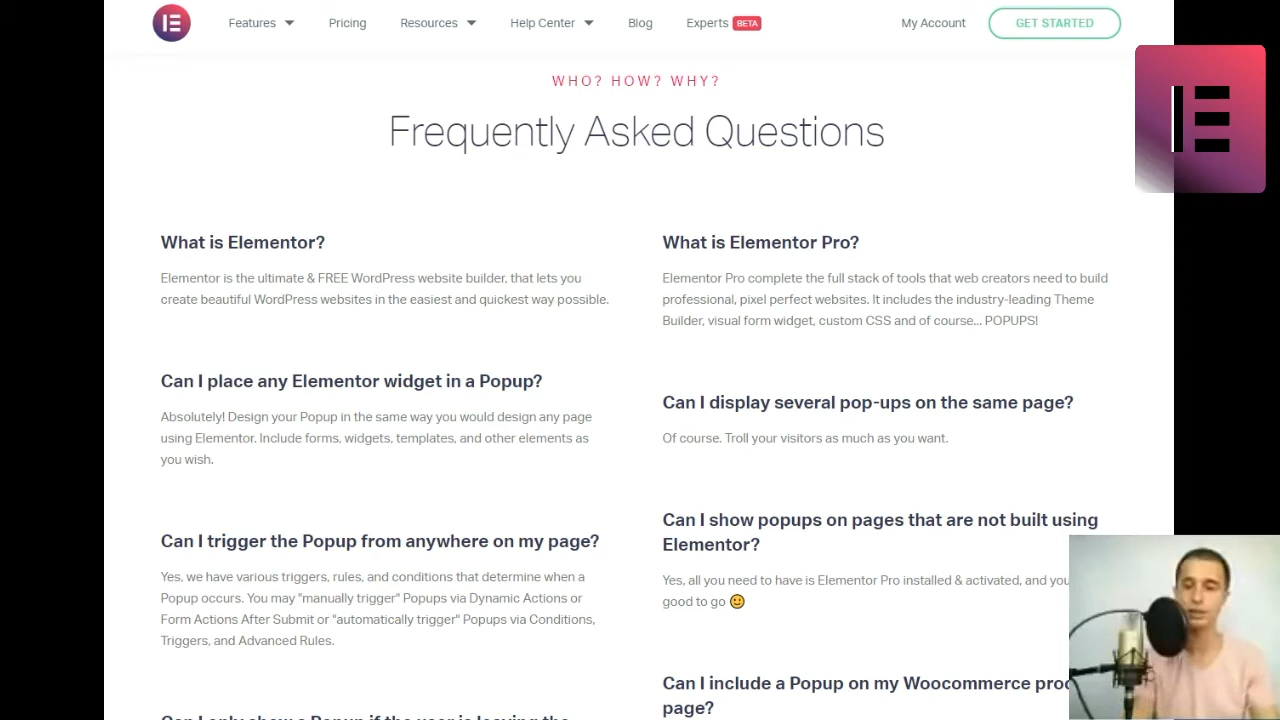 Features
Pricing
Resources
Help Center
Blog
Experts BETA
My Account
GET STARTED
WHO? HOW? WHY?
Frequently Asked Questions
What is Elementor?
Elementor is the ultimate & FREE WordPress website builder, that lets you
create beautiful WordPress websites in the easiest and quickest way possible.
Can I place any Elementor widget in a Popup?
Absolutely! Design your Popup in the same way you would design any page
using Elementor. Include forms, widgets, templates, and other elements as
you wish.
Can I trigger the Popup from anywhere on my page?
Yes, we have various triggers, rules, and conditions that determine when a
Popup occurs. You may "manually trigger" Popups via Dynamic Actions or
Form Actions After Submit or "automatically trigger" Popups via Conditions,
Triggers, and Advanced Rules.
Can I only show a Popup if the user is leaving the
What is Elementor Pro?
Elementor Pro complete the full stack of tools that web creators need to build
professional, pixel perfect websites. It includes the industry-leading Theme
Builder, visual form widget, custom CSS and of course... POPUPS!
Can I display several pop-ups on the same page?
Of course. Troll your visitors as much as you want.
Can I show popups on pages that are not built using
Elementor?
Yes, all you need to have is Elementor Pro installed & activated, and
good to go 🙂
Can I include a Popup on my Woocommerce
page?